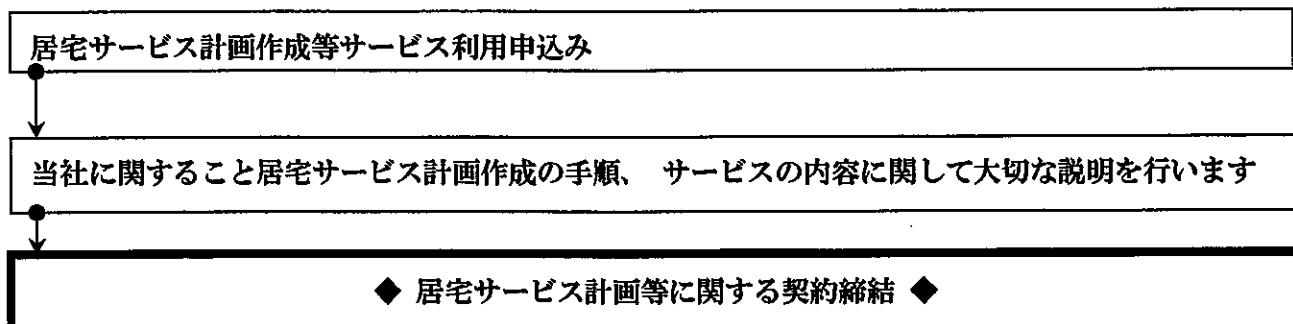 居宅サービス計画作成等サービス利用申込み
当社に関すること居宅サービス計画作成の手順、 サービスの内容に関して大切な説明を行います
◆ 居宅サービス計画等に関する契約締結 ◆